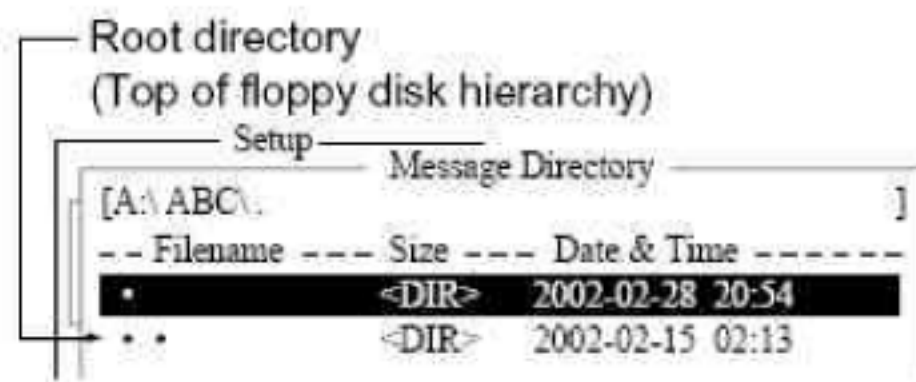 Root directory
(Top of floppy disk hierarchy)
Setup
Message Directory
[A:\ ABC\ . ]
-- Filename --- Size --- Date & Time ------
. <DIR> 2002-02-28 20:54
. . <DIR> 2002-02-15 02:13